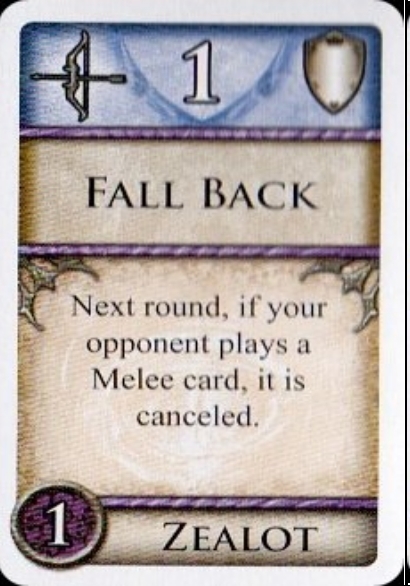 1
FALL BACK
Next round, if your
opponent plays a
Melee card, it is
canceled.
1
ZEALOT